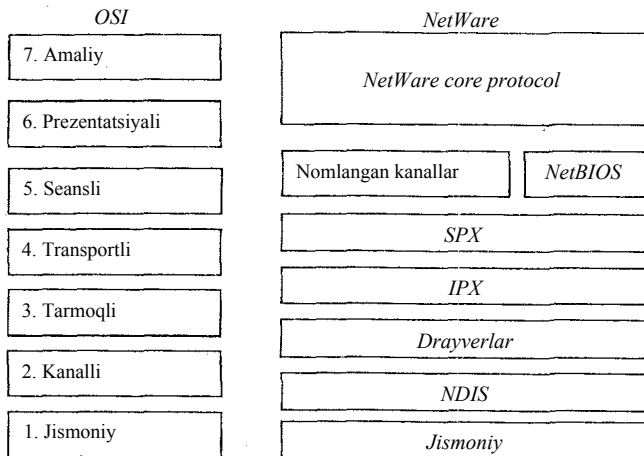 OSI
7. Amaliy
6. Prezentatsiyali
5. Seansli
4. Transportli
3. Tarmoqli
2. Kanalli
1. Jismoniy
NetWare
NetWare core protocol
Nomlangan kanallar
NetBIOS
SPX
IPX
Drayverlar
NDIS
Jismoniy